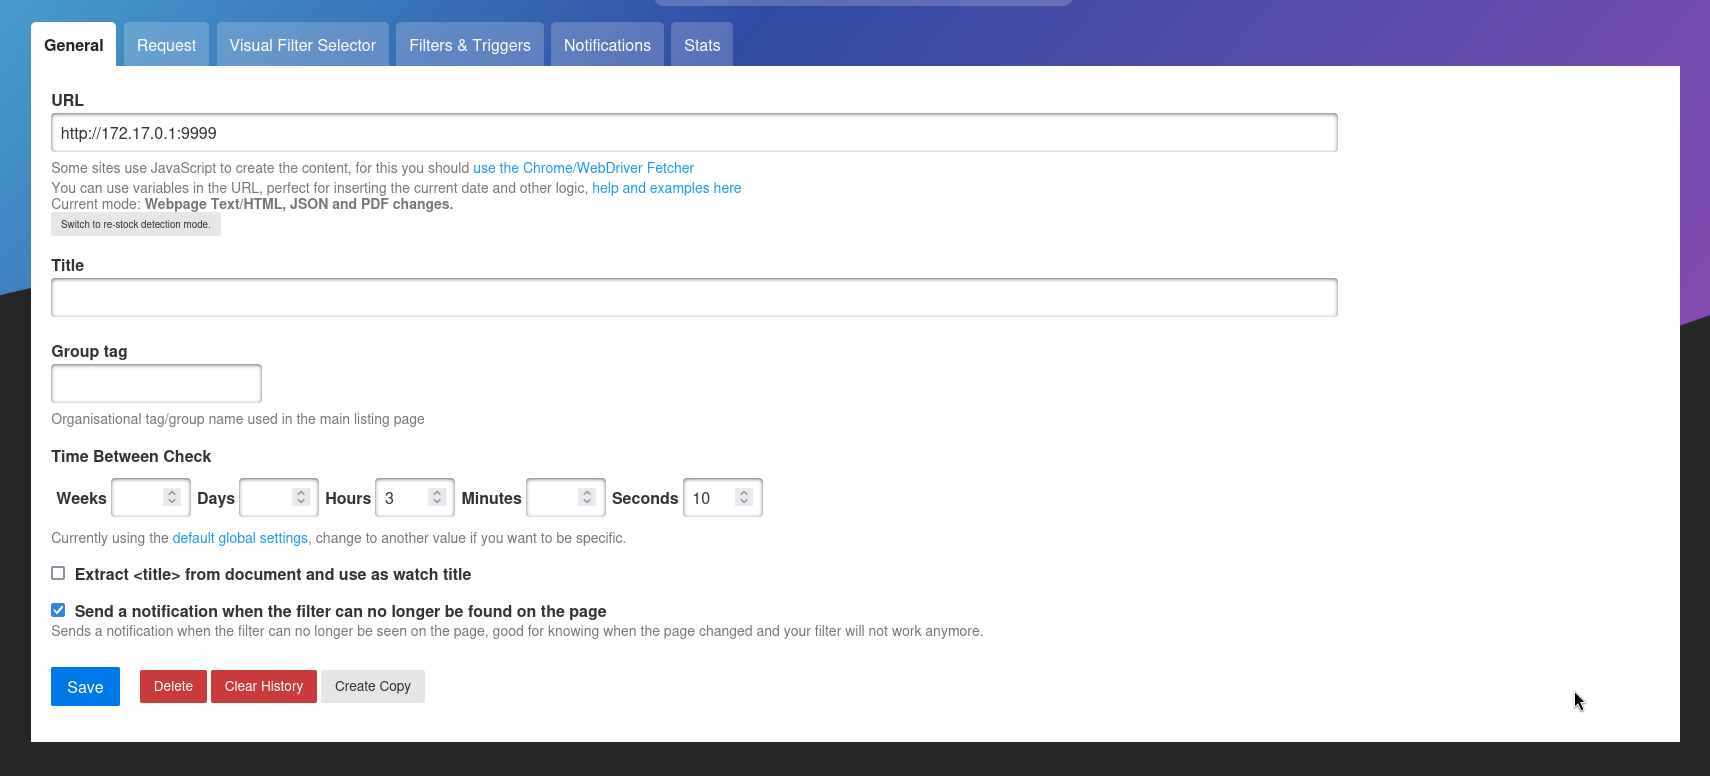 General Request Visual Filter Selector Filters & Triggers Notifications Stats
URL
http://172.17.0.1:9999
Some sites use JavaScript to create the content, for this you should use the Chrome/WebDriver Fetcher
You can use variables in the URL, perfect for inserting the current date and other logic, help and examples here
Current mode: Webpage Text/HTML, JSON and PDF changes.
Switch to re-stock detection mode.
Title
Group tag
Organisational tag/group name used in the main listing page
Time Between Check
Weeks Days Hours 3 Minutes Seconds 10
Currently using the default global settings, change to another value if you want to be specific.
Extract <title> from document and use as watch title
Send a notification when the filter can no longer be found on the page
Sends a notification when the filter can no longer be seen on the page, good for knowing when the page changed and your filter will not work anymore.
Save Delete Clear History Create Copy